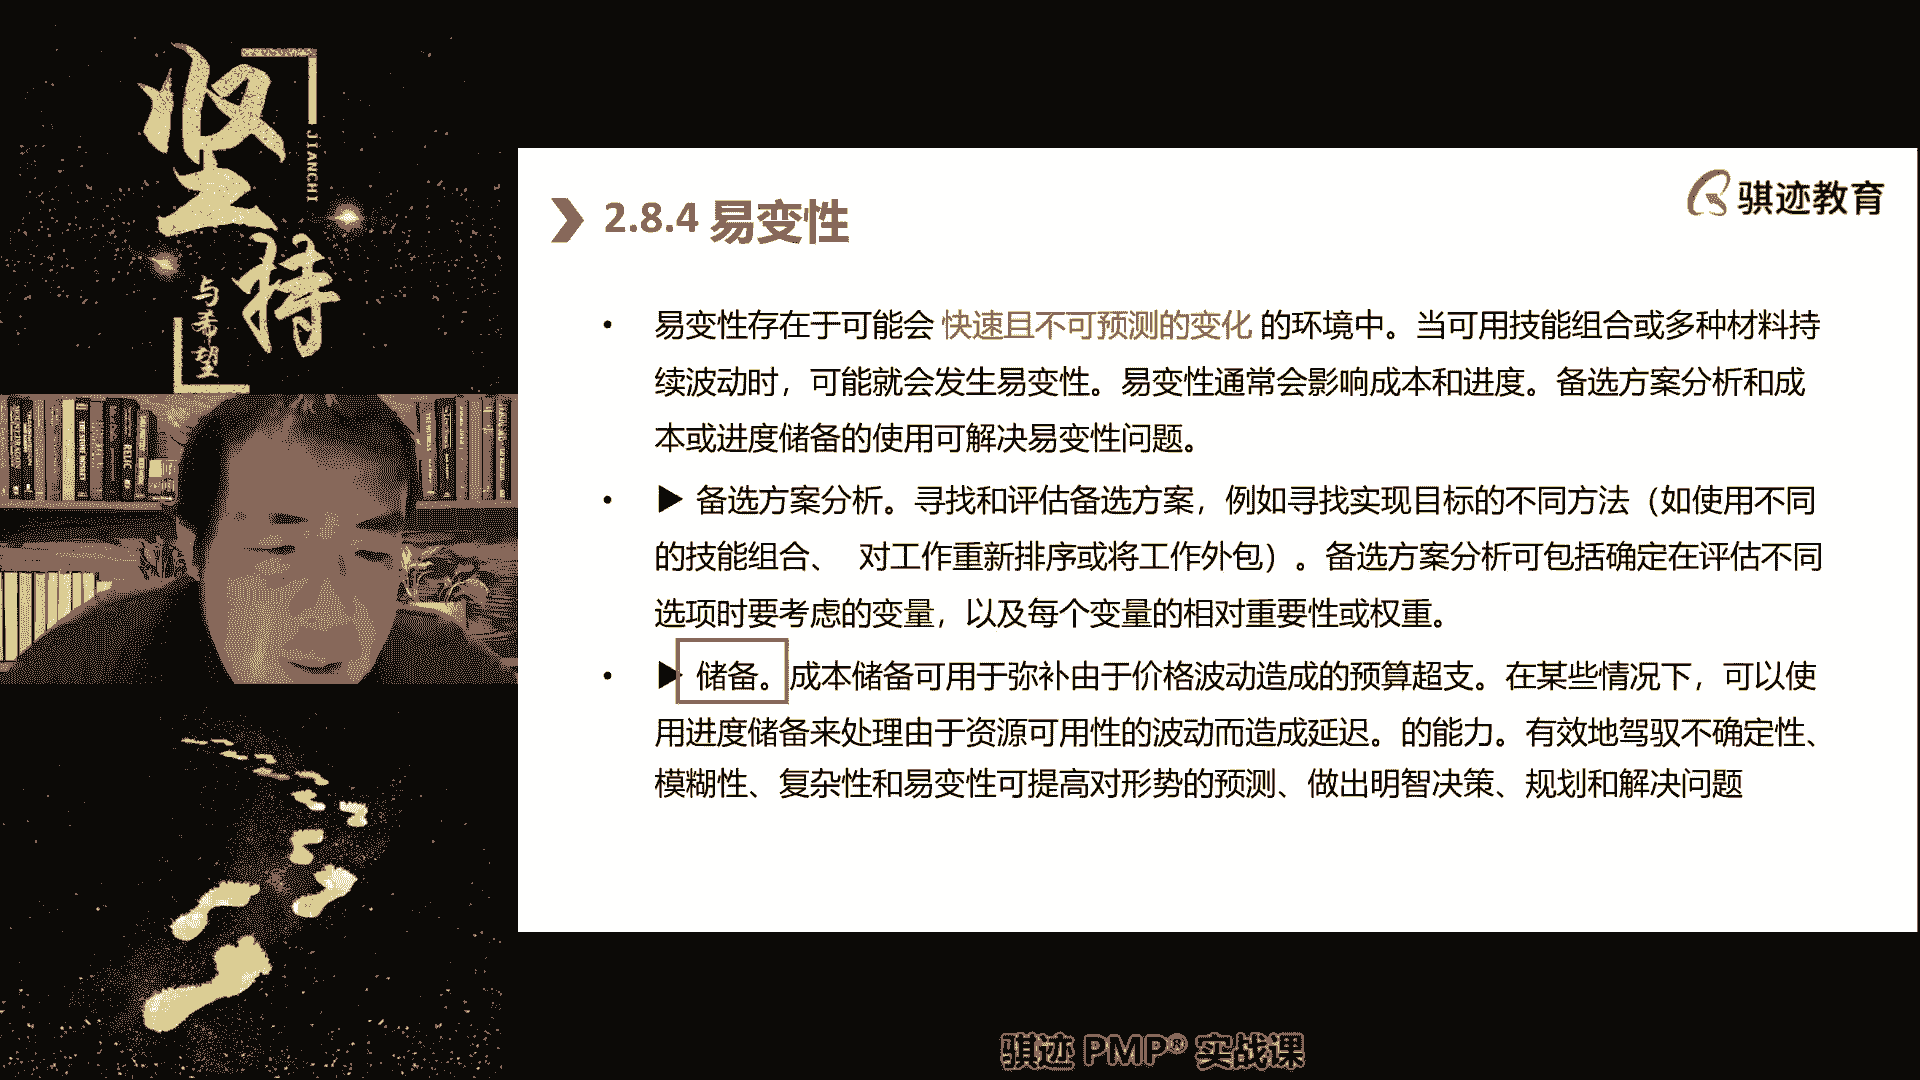 坚持
JIANCHI
与希望
骐迹教育
2.8.4 易变性
• 易变性存在于可能会 快速且不可预测的变化 的环境中。当可用技能组合或多种材料持
续波动时，可能就会发生易变性。易变性通常会影响成本和进度。备选方案分析和成
本或进度储备的使用可解决易变性问题。
• ▶ 备选方案分析。寻找和评估备选方案，例如寻找实现目标的不同方法（如使用不同
的技能组合、 对工作重新排序或将工作外包）。备选方案分析可包括确定在评估不同
选项时要考虑的变量，以及每个变量的相对重要性或权重。
• ▶ 储备。成本储备可用于弥补由于价格波动造成的预算超支。在某些情况下，可以使
用进度储备来处理由于资源可用性的波动而造成延迟。的能力。有效地驾驭不确定性、
模糊性、复杂性和易变性可提高对形势的预测、做出明智决策、规划和解决问题
骐迹 PMP® 实战课